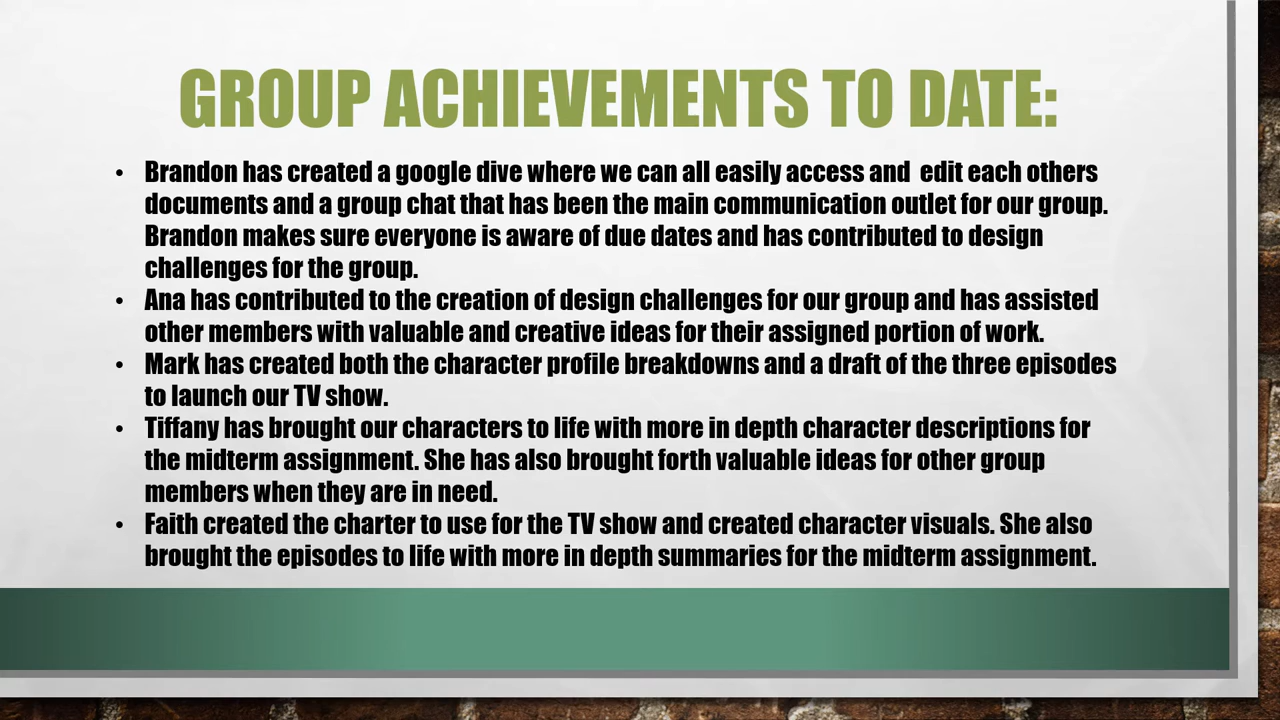 GROUP ACHIEVEMENTS TO DATE:
• Brandon has created a google dive where we can all easily access and  edit each others
documents and a group chat that has been the main communication outlet for our group.
Brandon makes sure everyone is aware of due dates and has contributed to design
challenges for the group.
• Ana has contributed to the creation of design challenges for our group and has assisted
other members with valuable and creative ideas for their assigned portion of work.
• Mark has created both the character profile breakdowns and a draft of the three episodes
to launch our TV show.
• Tiffany has brought our characters to life with more in depth character descriptions for
the midterm assignment. She has also brought forth valuable ideas for other group
members when they are in need.
• Faith created the charter to use for the TV show and created character visuals. She also
brought the episodes to life with more in depth summaries for the midterm assignment.